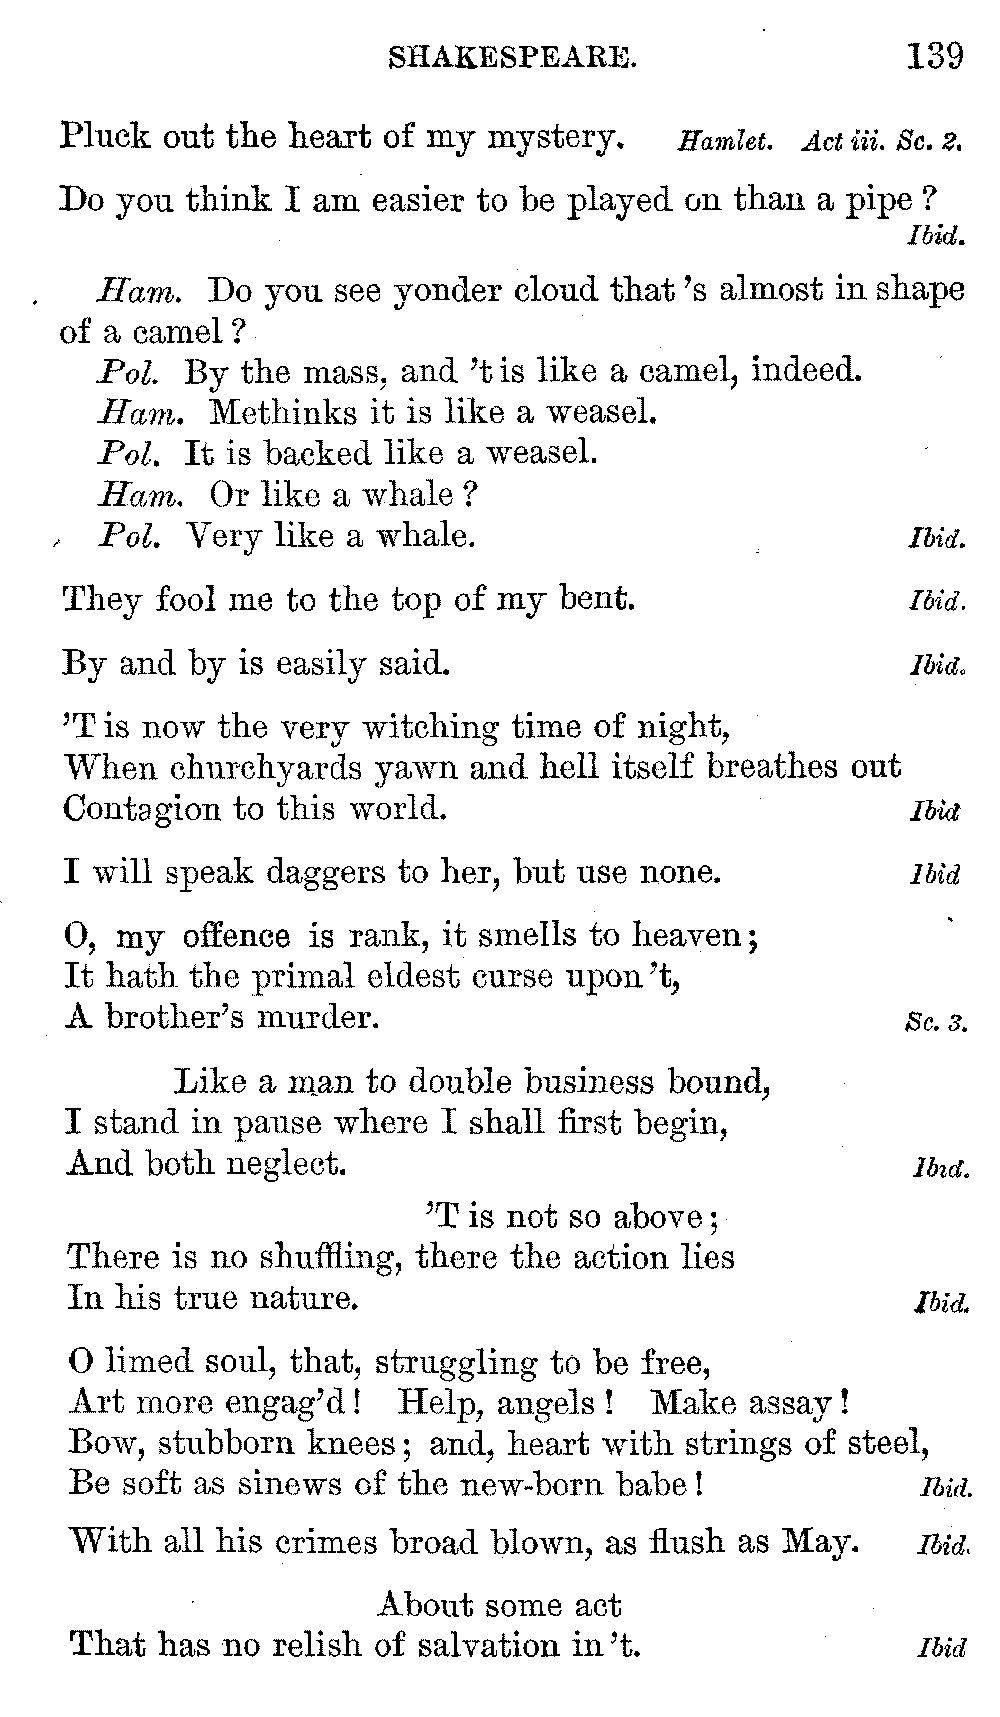 SHAKESPEARE. 139
Pluck out the heart of my mystery. Hamlet. Act iii. Sc. 2.
Do you think I am easier to be played on than a pipe?
Ibid.
Ham. Do you see yonder cloud that 's almost in shape
of a camel?
Pol. By the mass, and 't is like a camel, indeed.
Ham. Methinks it is like a weasel.
Pol. It is backed like a weasel.
Ham. Or like a whale?
Pol. Very like a whale. Ibid.
They fool me to the top of my bent. Ibid.
By and by is easily said. Ibid.
'T is now the very witching time of night,
When churchyards yawn and hell itself breathes out
Contagion to this world. Ibid
I will speak daggers to her, but use none. Ibid
O, my offence is rank, it smells to heaven;
It hath the primal eldest curse upon 't,
A brother's murder. Sc. 3.
Like a man to double business bound,
I stand in pause where I shall first begin,
And both neglect. Ibid.
'T is not so above;
There is no shuffling, there the action lies
In his true nature. Ibid.
O limed soul, that, struggling to be free,
Art more engag'd! Help, angels! Make assay!
Bow, stubborn knees; and, heart with strings of steel,
Be soft as sinews of the new-born babe! Ibid.
With all his crimes broad blown, as flush as May. Ibid.
About some act
That has no relish of salvation in 't. Ibid